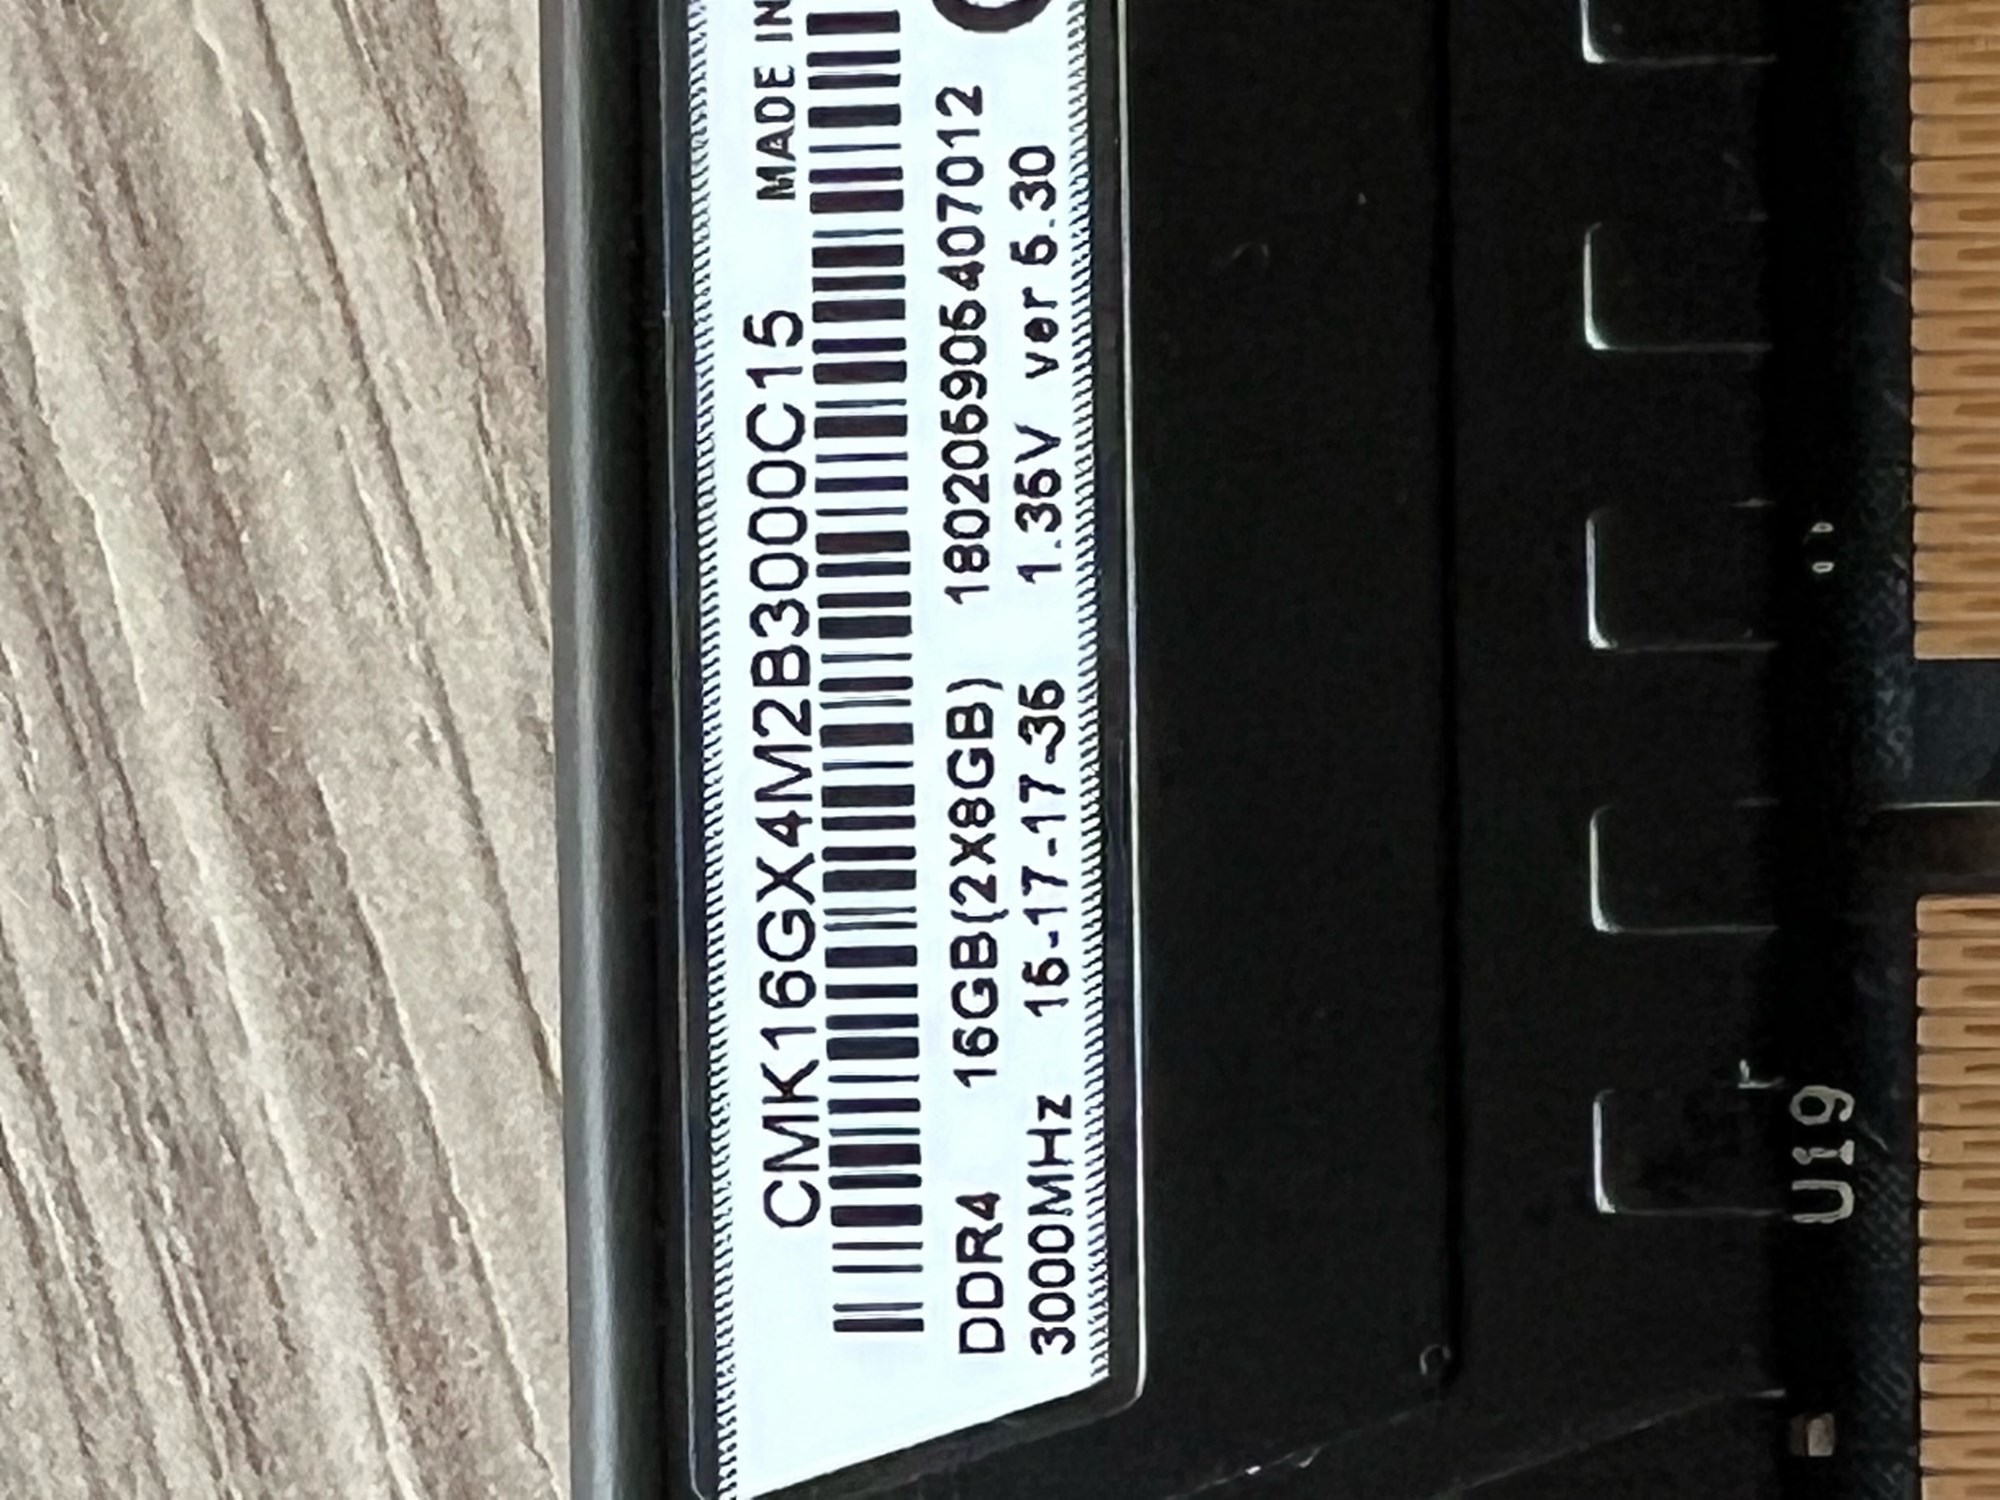 CMK16GX4M2B3000C15 MADE IN
DDR4 16GB(2X8GB) 180205905407012
3000MHz 15-17-17-35 1.35V ver 5.30
U19